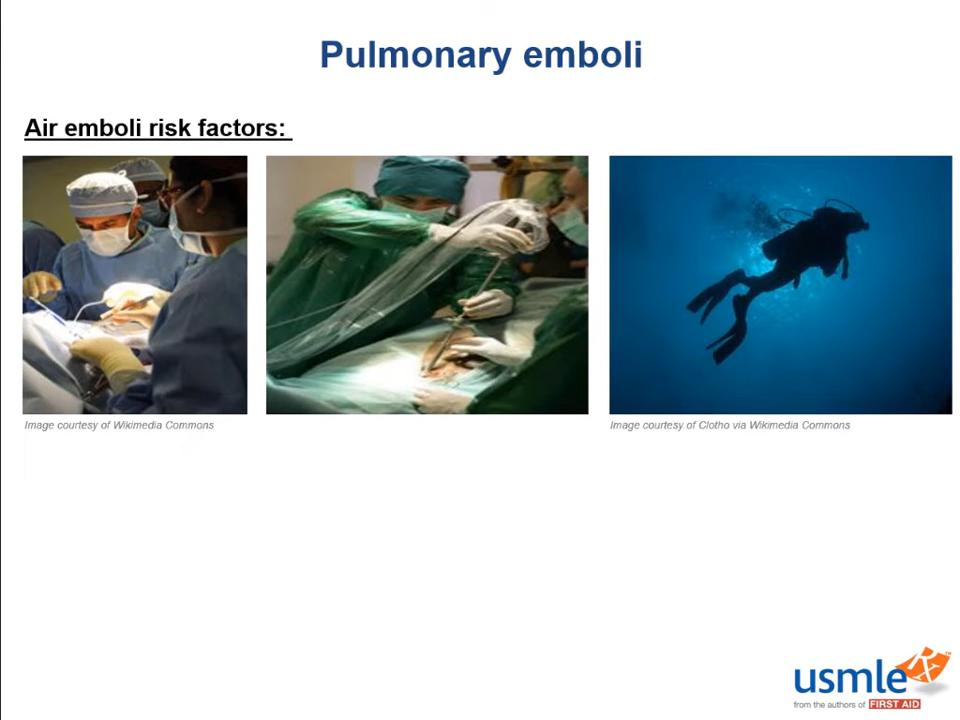 Pulmonary emboli
Air emboli risk factors:
Image courtesy of Wikimedia Commons
Image courtesy of Clotho via Wikimedia Commons
usmle Rx™
from the authors of FIRST AID